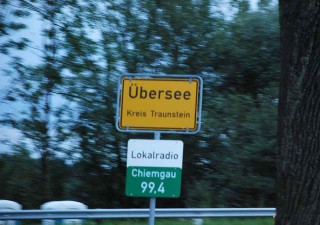 Übersee
Kreis Traunstein
Lokalradio
Chiemgau
99,4